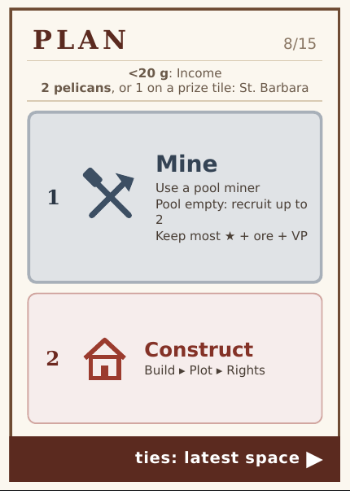 PLAN
8/15
<20 g: Income
2 pelicans, or 1 on a prize tile: St. Barbara
1
Mine
Use a pool miner
Pool empty: recruit up to
2
Keep most ★ + ore + VP
2
Construct
Build ▸ Plot ▸ Rights
ties: latest space ▶